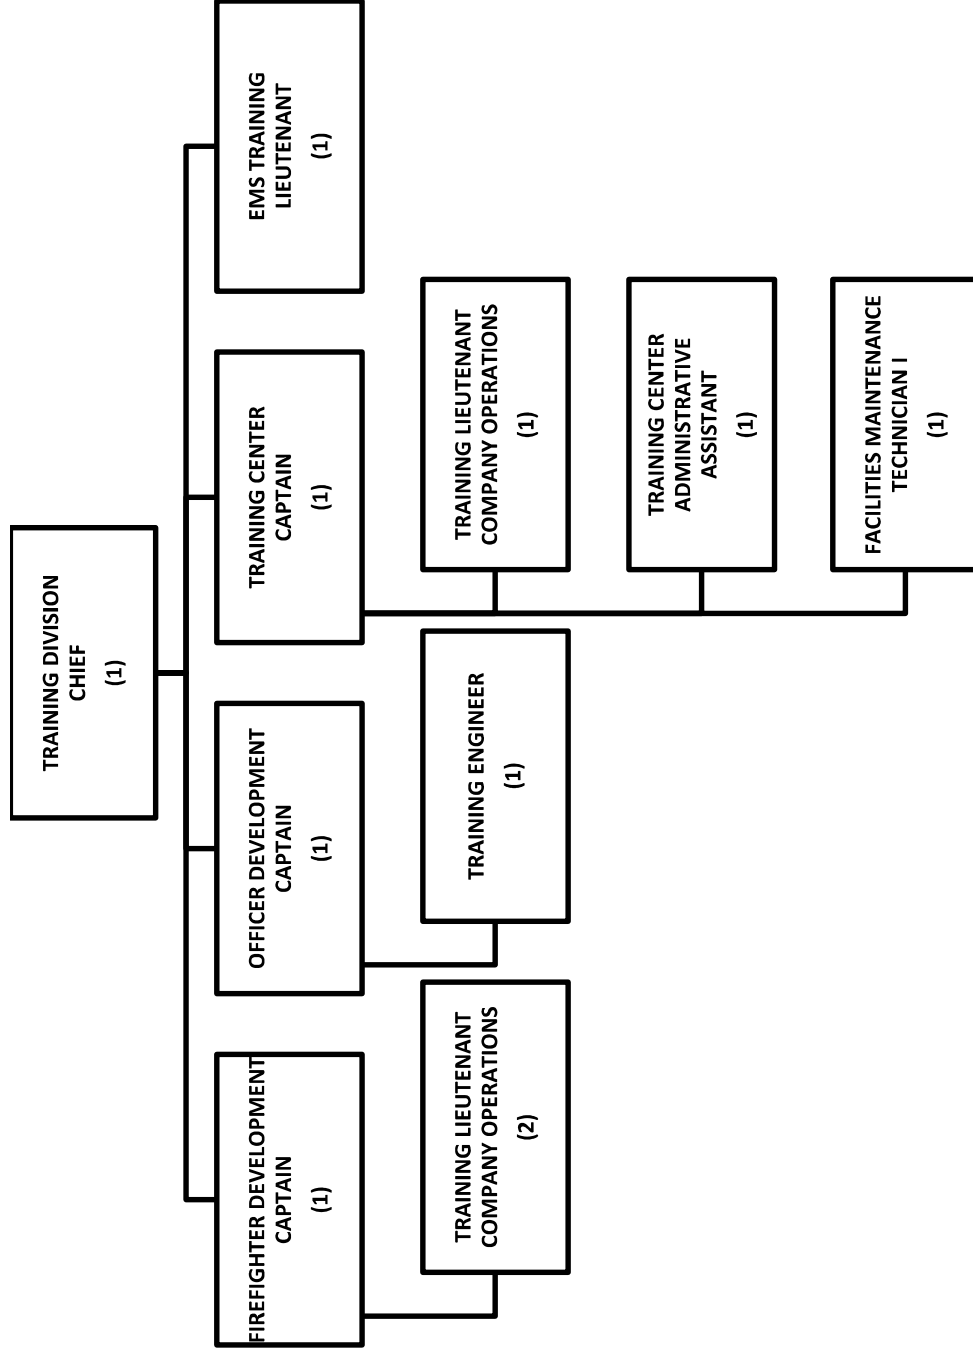 TRAINING DIVISION
CHIEF
(1)
FIREFIGHTER DEVELOPMENT
CAPTAIN
(1)
OFFICER DEVELOPMENT
CAPTAIN
(1)
TRAINING CENTER
CAPTAIN
(1)
EMS TRAINING
LIEUTENANT
(1)
TRAINING LIEUTENANT
COMPANY OPERATIONS
(2)
TRAINING ENGINEER
(1)
TRAINING LIEUTENANT
COMPANY OPERATIONS
(1)
TRAINING CENTER
ADMINISTRATIVE
ASSISTANT
(1)
FACILITIES MAINTENANCE
TECHNICIAN I
(1)